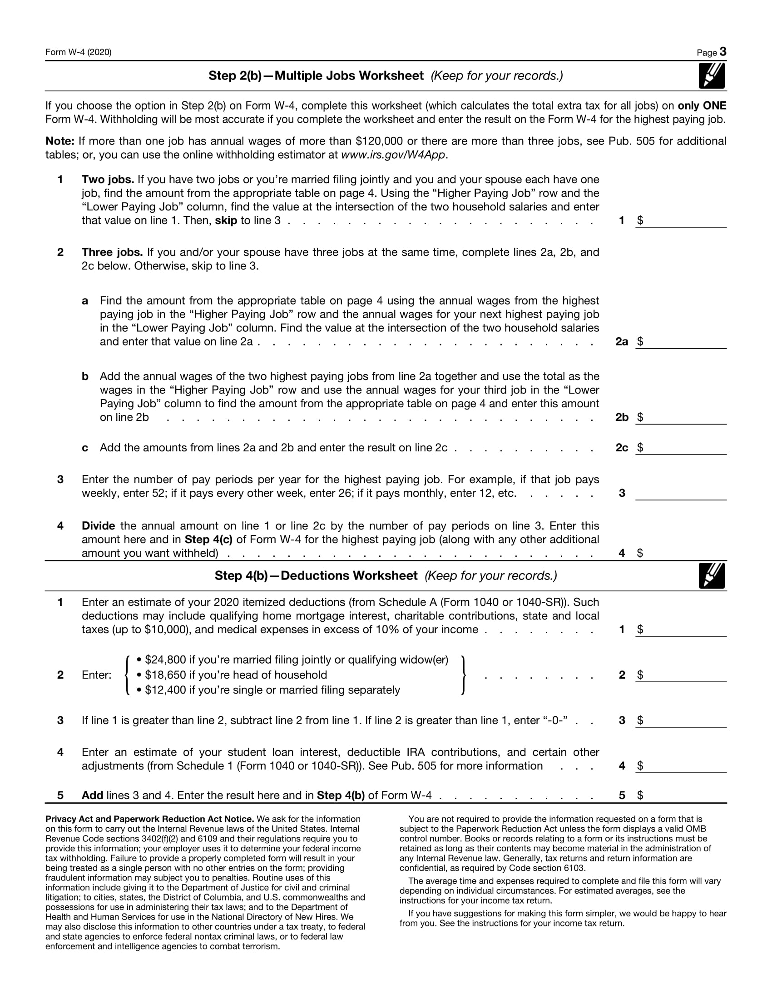 Form W-4 (2020) Page 3
Step 2(b)—Multiple Jobs Worksheet (Keep for your records.)
If you choose the option in Step 2(b) on Form W-4, complete this worksheet (which calculates the total extra tax for all jobs) on only ONE
Form W-4. Withholding will be most accurate if you complete the worksheet and enter the result on the Form W-4 for the highest paying job.
Note: If more than one job has annual wages of more than $120,000 or there are more than three jobs, see Pub. 505 for additional
tables; or, you can use the online withholding estimator at www.irs.gov/W4App.
1 Two jobs. If you have two jobs or you’re married filing jointly and you and your spouse each have one
job, find the amount from the appropriate table on page 4. Using the “Higher Paying Job” row and the
“Lower Paying Job” column, find the value at the intersection of the two household salaries and enter
that value on line 1. Then, skip to line 3 . . . . . . . . . . . . . . . . . . . . . 1 $
2 Three jobs. If you and/or your spouse have three jobs at the same time, complete lines 2a, 2b, and
2c below. Otherwise, skip to line 3.
a Find the amount from the appropriate table on page 4 using the annual wages from the highest
paying job in the “Higher Paying Job” row and the annual wages for your next highest paying job
in the “Lower Paying Job” column. Find the value at the intersection of the two household salaries
and enter that value on line 2a . . . . . . . . . . . . . . . . . . . . . . . 2a $
b Add the annual wages of the two highest paying jobs from line 2a together and use the total as the
wages in the “Higher Paying Job” row and use the annual wages for your third job in the “Lower
Paying Job” column to find the amount from the appropriate table on page 4 and enter this amount
on line 2b . . . . . . . . . . . . . . . . . . . . . . . . . . . . . 2b $
c Add the amounts from lines 2a and 2b and enter the result on line 2c . . . . . . . . . . 2c $
3 Enter the number of pay periods per year for the highest paying job. For example, if that job pays
weekly, enter 52; if it pays every other week, enter 26; if it pays monthly, enter 12, etc. . . . . . 3
4 Divide the annual amount on line 1 or line 2c by the number of pay periods on line 3. Enter this
amount here and in Step 4(c) of Form W-4 for the highest paying job (along with any other additional
amount you want withheld) . . . . . . . . . . . . . . . . . . . . . . . . . 4 $
Step 4(b)—Deductions Worksheet (Keep for your records.)
1 Enter an estimate of your 2020 itemized deductions (from Schedule A (Form 1040 or 1040-SR)). Such
deductions may include qualifying home mortgage interest, charitable contributions, state and local
taxes (up to $10,000), and medical expenses in excess of 10% of your income . . . . . . . . 1 $
• $24,800 if you’re married filing jointly or qualifying widow(er)
2 Enter: • $18,650 if you’re head of household . . . . . . . . 2 $
• $12,400 if you’re single or married filing separately
3 If line 1 is greater than line 2, subtract line 2 from line 1. If line 2 is greater than line 1, enter “-0-” . . 3 $
4 Enter an estimate of your student loan interest, deductible IRA contributions, and certain other
adjustments (from Schedule 1 (Form 1040 or 1040-SR)). See Pub. 505 for more information . . . 4 $
5 Add lines 3 and 4. Enter the result here and in Step 4(b) of Form W-4 . . . . . . . . . . . 5 $
Privacy Act and Paperwork Reduction Act Notice. We ask for the information
on this form to carry out the Internal Revenue laws of the United States. Internal
Revenue Code sections 3402(f)(2) and 6109 and their regulations require you to
provide this information; your employer uses it to determine your federal income
tax withholding. Failure to provide a properly completed form will result in your
being treated as a single person with no other entries on the form; providing
fraudulent information may subject you to penalties. Routine uses of this
information include giving it to the Department of Justice for civil and criminal
litigation; to cities, states, the District of Columbia, and U.S. commonwealths and
possessions for use in administering their tax laws; and to the Department of
Health and Human Services for use in the National Directory of New Hires. We
may also disclose this information to other countries under a tax treaty, to federal
and state agencies to enforce federal nontax criminal laws, or to federal law
enforcement and intelligence agencies to combat terrorism.
You are not required to provide the information requested on a form that is
subject to the Paperwork Reduction Act unless the form displays a valid OMB
control number. Books or records relating to a form or its instructions must be
retained as long as their contents may become material in the administration of
any Internal Revenue law. Generally, tax returns and return information are
confidential, as required by Code section 6103.
The average time and expenses required to complete and file this form will vary
depending on individual circumstances. For estimated averages, see the
instructions for your income tax return.
If you have suggestions for making this form simpler, we would be happy to hear
from you. See the instructions for your income tax return.